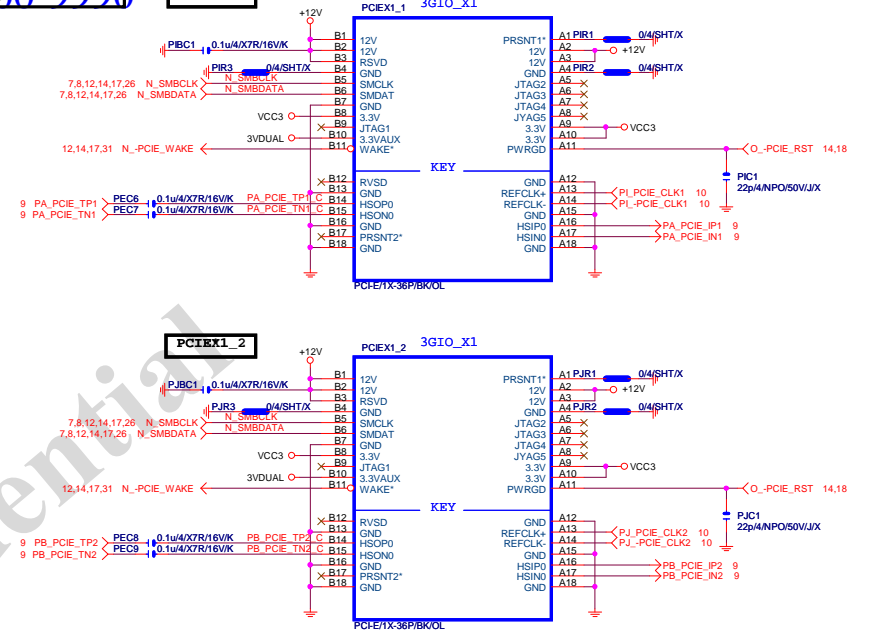 +12V
PCIEX1_1 3GIO_X1
PIBC1 0.1u/4/X7R/16V/K
B1 12V
B2 12V
B3 RSVD
PIR3 0/4/SHT/X B4 GND
7,8,12,14,17,26 N_SMBCLK N_SMBCLK B5 SMCLK
7,8,12,14,17,26 N_SMBDATA N_SMBDATA B6 SMDAT
B7 GND
VCC3 B8 3.3V
B9 JTAG1
3VDUAL B10 3.3VAUX
12,14,17,31 N_-PCIE_WAKE B11 WAKE*
PRSNT1* A1 PIR1 0/4/SHT/X
12V A2 +12V
12V A3
GND A4 PIR2 0/4/SHT/X
JTAG2 A5
JTAG3 A6
JTAG4 A7
JYAG5 A8
3.3V A9 VCC3
3.3V A10
PWRGD A11 O_-PCIE_RST 14,18
KEY
PIC1
22p/4/NPO/50V/J/X
B12 RVSD
B13 GND
9 PA_PCIE_TP1 PEC6 0.1u/4/X7R/16V/K PA_PCIE_TP1_C B14 HSOP0
9 PA_PCIE_TN1 PEC7 0.1u/4/X7R/16V/K PA_PCIE_TN1_C B15 HSON0
B16 GND
B17 PRSNT2*
B18 GND
GND A12
REFCLK+ A13 PI_PCIE_CLK1 10
REFCLK- A14 PI_-PCIE_CLK1 10
GND A15
HSIP0 A16 PA_PCIE_IP1 9
HSIN0 A17 PA_PCIE_IN1 9
GND A18
PCI-E/1X-36P/BK/OL
PCIEX1_2
+12V
PCIEX1_2 3GIO_X1
PJBC1 0.1u/4/X7R/16V/K
B1 12V
B2 12V
B3 RSVD
PJR3 0/4/SHT/X B4 GND
7,8,12,14,17,26 N_SMBCLK N_SMBCLK B5 SMCLK
7,8,12,14,17,26 N_SMBDATA N_SMBDATA B6 SMDAT
B7 GND
VCC3 B8 3.3V
B9 JTAG1
3VDUAL B10 3.3VAUX
12,14,17,31 N_-PCIE_WAKE B11 WAKE*
PRSNT1* A1 PJR1 0/4/SHT/X
12V A2 +12V
12V A3
GND A4 PJR2 0/4/SHT/X
JTAG2 A5
JTAG3 A6
JTAG4 A7
JYAG5 A8
3.3V A9 VCC3
3.3V A10
PWRGD A11 O_-PCIE_RST 14,18
KEY
PJC1
22p/4/NPO/50V/J/X
B12 RVSD
B13 GND
9 PB_PCIE_TP2 PEC8 0.1u/4/X7R/16V/K PB_PCIE_TP2_C B14 HSOP0
9 PB_PCIE_TN2 PEC9 0.1u/4/X7R/16V/K PB_PCIE_TN2_C B15 HSON0
B16 GND
B17 PRSNT2*
B18 GND
GND A12
REFCLK+ A13 PJ_PCIE_CLK2 10
REFCLK- A14 PJ_-PCIE_CLK2 10
GND A15
HSIP0 A16 PB_PCIE_IP2 9
HSIN0 A17 PB_PCIE_IN2 9
GND A18
PCI-E/1X-36P/BK/OL